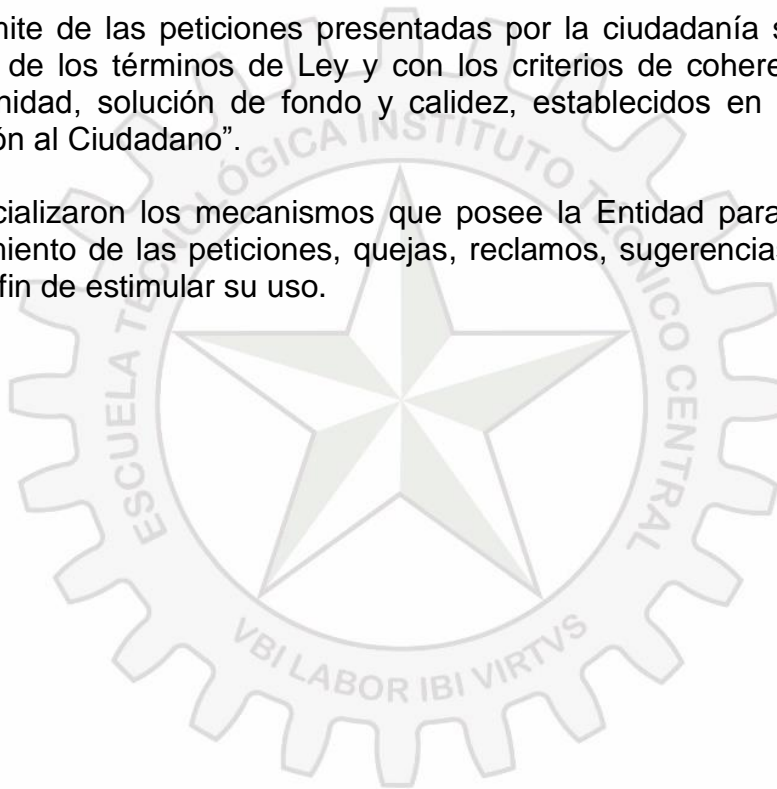 nite de las peticiones presentadas por la ciudadanía s
de los términos de Ley y con los criterios de cohere
nidad, solución de fondo y calidez, establecidos en
ón al Ciudadano”.
cializaron los mecanismos que posee la Entidad para
miento de las peticiones, quejas, reclamos, sugerencias
fin de estimular su uso.
ESCUELA TECNOLÓGICA INSTITUTO TÉCNICO CENTRAL
VBI LABOR IBI VIRTVS